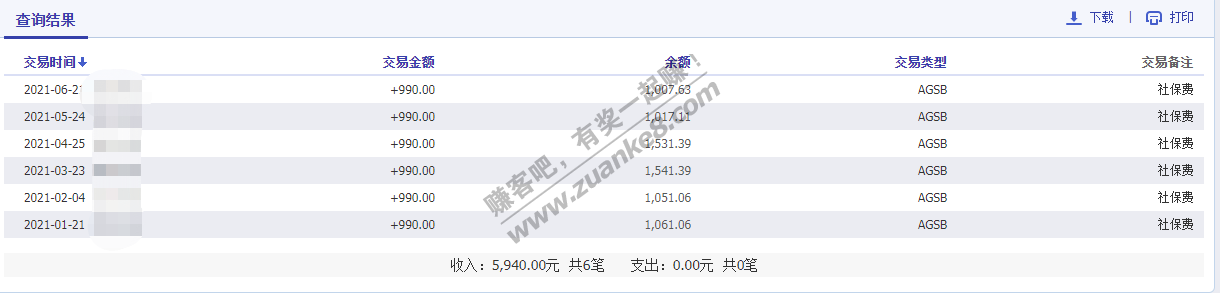 查询结果 下载 | 打印
交易时间 交易金额 余额 交易类型 交易备注
2021-06-21 +990.00 1,007.63 AGSB 社保费
2021-05-24 +990.00 1,017.11 AGSB 社保费
2021-04-25 +990.00 1,531.39 AGSB 社保费
2021-03-23 +990.00 1,541.39 AGSB 社保费
2021-02-04 +990.00 1,051.06 AGSB 社保费
2021-01-21 +990.00 1,061.06 AGSB 社保费
收入：5,940.00元 共6笔 支出：0.00元 共0笔
赚客吧，有奖一起赚！
www.zuanke8.com